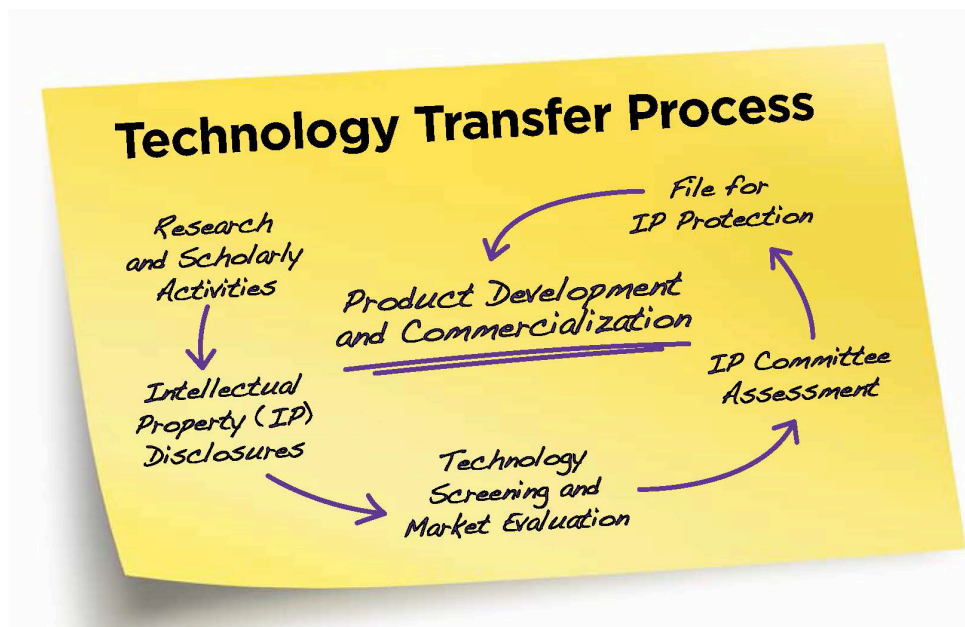 Technology Transfer Process
Research
and Scholarly
Activities
Intellectual
Property (IP)
Disclosures
Technology
Screening and
Market Evaluation
IP Committee
Assessment
File for
IP Protection
Product Development
and Commercialization